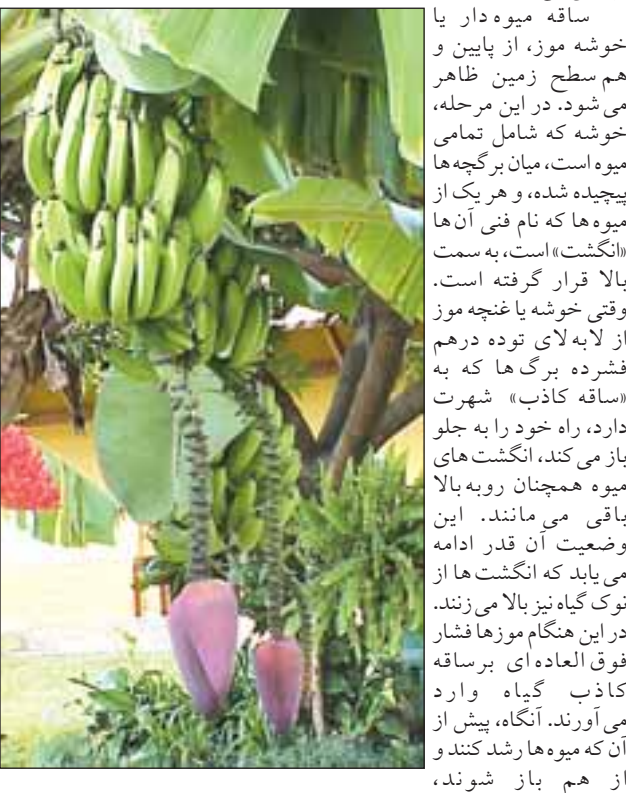 ساقه میوه‌دار یا
خوشه موز، از پایین و
هم سطح زمین ظاهر
می‌شود. در این مرحله،
خوشه که شامل تمامی
میوه است، میان برگچه‌ها
پیچیده شده، و هر یک از
میوه‌ها که نام فنی آن‌ها
«انگشت» است، به سمت
بالا قرار گرفته است.
وقتی خوشه یا غنچه موز
از لابه‌لای توده درهم
فشرده برگ‌ها که به
«ساقه کاذب» شهرت
دارد، راه خود را به جلو
باز می‌کند، انگشت‌های
میوه همچنان روبه بالا
باقی می‌مانند. این
وضعیت آن قدر ادامه
می‌یابد که انگشت‌ها از
نوک گیاه نیز بالا می‌زنند.
در این هنگام موزها فشار
فوق العاده‌ای برساقه
کاذب گیاه وارد
می‌آورند. آنگاه، پیش از
آن که میوه‌ها رشد کنند و
از هم باز شوند،